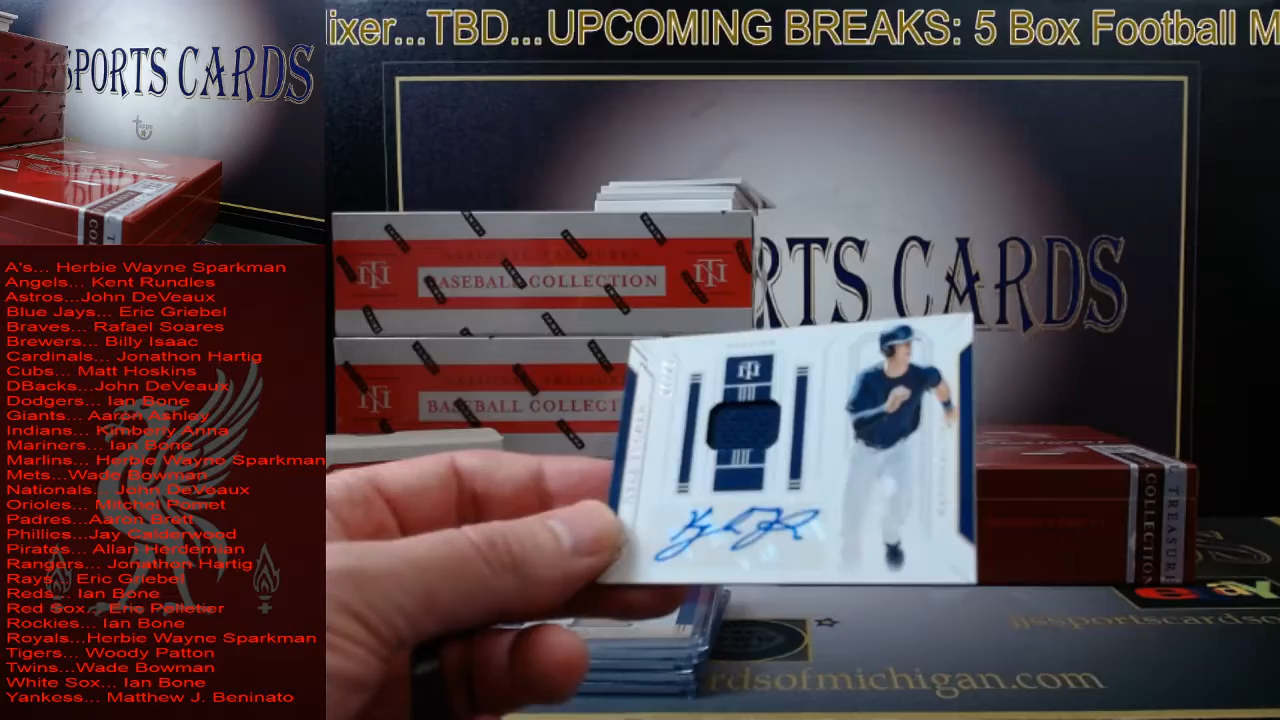 ixer...TBD...UPCOMING BREAKS: 5 Box Football M
SPORTS CARDS
A's... Herbie Wayne Sparkman
Angels... Kent Rundles
Astros...John DeVeaux
Blue Jays... Eric Griebel
Braves... Rafael Soares
Brewers... Billy Isaac
Cardinals... Jonathon Hartig
Cubs... Matt Hoskins
DBacks...John DeVeaux
Dodgers... Ian Bone
Giants... Aaron Ashley
Indians... Kimberly Anna
Mariners... Ian Bone
Marlins... Herbie Wayne Sparkman
Mets...Wade Bowman
Nationals... John DeVeaux
Orioles... Mitchel Pomet
Padres...Aaron Brett
Phillies...Jay Calderwood
Pirates... Allan Herdemian
Rangers... Jonathon Hartig
Rays... Eric Griebel
Reds... Ian Bone
Red Sox... Eric Pelletier
Rockies... Ian Bone
Royals...Herbie Wayne Sparkman
Tigers... Woody Patton
Twins...Wade Bowman
White Sox... Ian Bone
Yankess... Matthew J. Beninato
BASEBALL COLLECTION
RTS CARDS
BASEBALL COLLECT
TREASURE
COLLECTION
ebay
jjssportscardso
rdsofmichigan.com